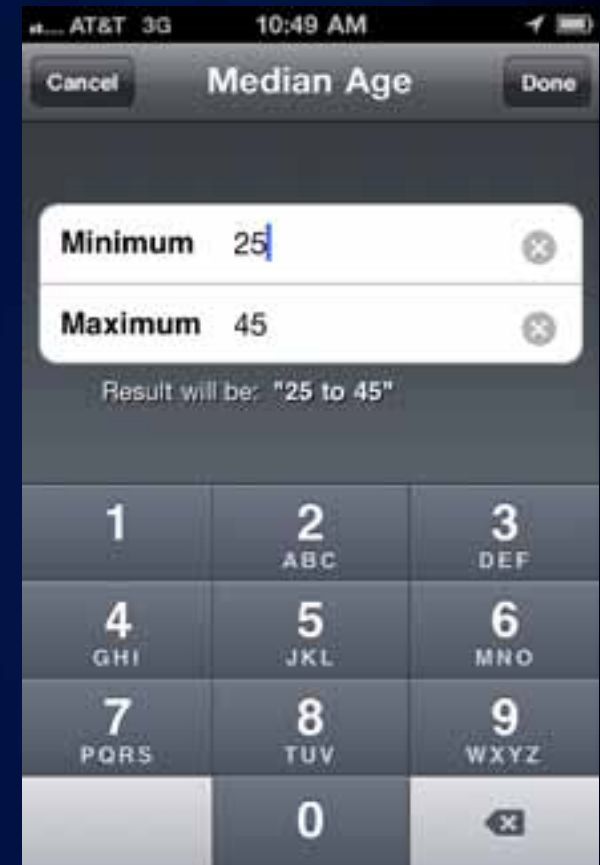 AT&T 3G 10:49 AM
Cancel Median Age Done
Minimum 25
Maximum 45
Result will be: "25 to 45"
1 2 3
ABC DEF
4 5 6
GHI JKL MNO
7 8 9
PQRS TUV WXYZ
0